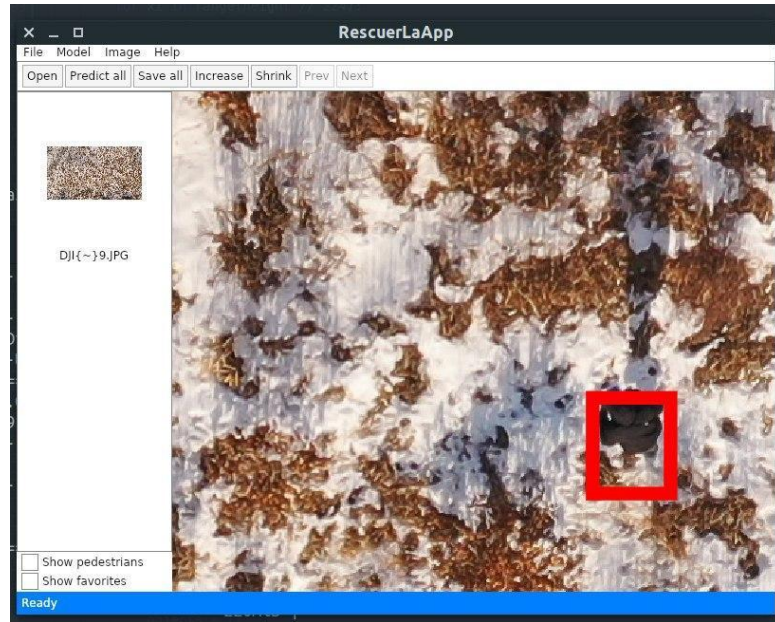 RescuerLaApp
File Model Image Help
Open Predict all Save all Increase Shrink Prev Next
DJI{~}9.JPG
Show pedestrians
Show favorites
Ready